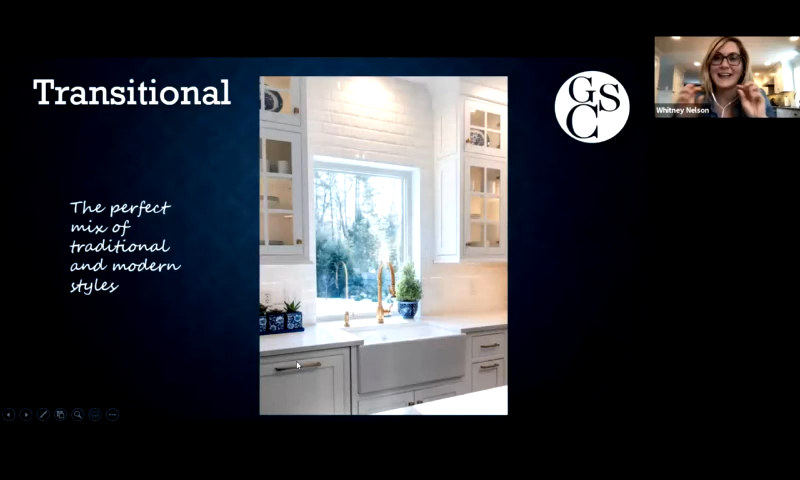 Transitional
GSC
Whitney Nelson
The perfect
mix of
traditional
and modern
styles